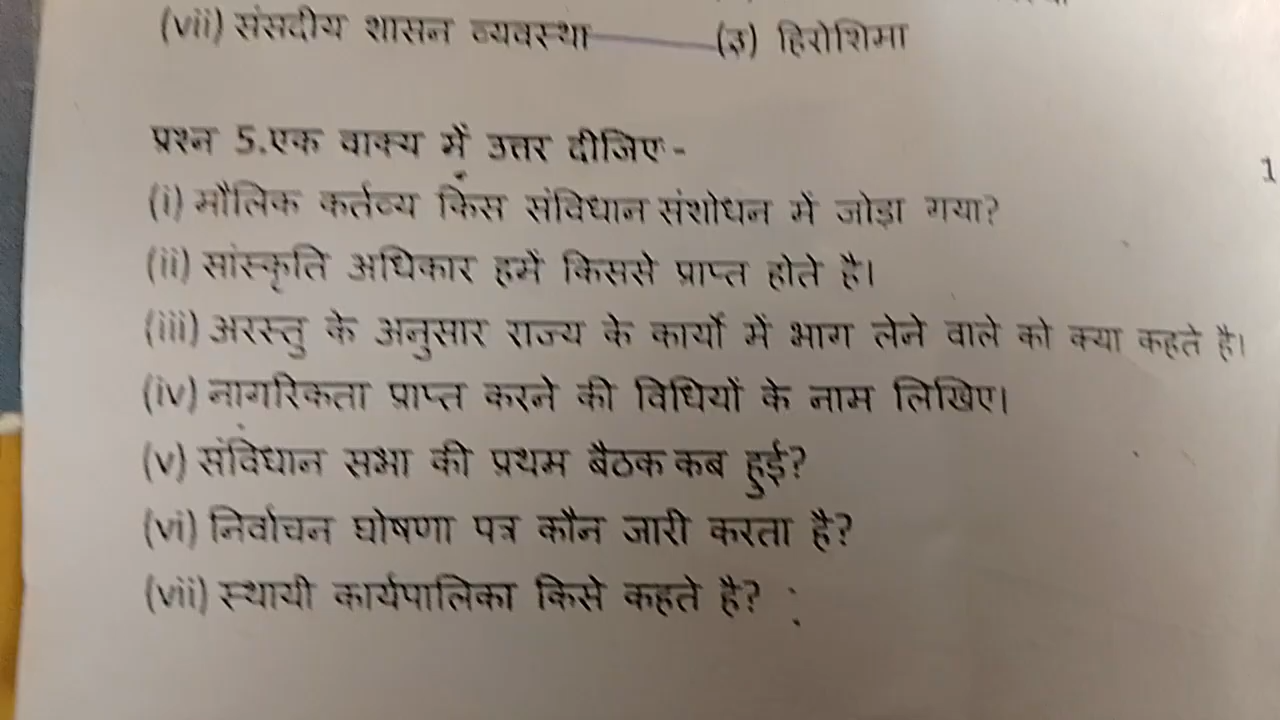 (vii) संसदीय शासन व्यवस्था (इ) हिरोशिमा
प्रश्न 5.एक वाक्य में उत्तर दीजिए -
1
(i) मौलिक कर्तव्य किस संविधान संशोधन में जोड़ा गया?
(ii) सांस्कृति अधिकार हमें किससे प्राप्त होते है।
(iii) अरस्तु के अनुसार राज्य के कार्यों में भाग लेने वाले को क्या कहते है।
(iv) नागरिकता प्राप्त करने की विधियों के नाम लिखिए।
(v) संविधान सभा की प्रथम बैठक कब हुई?
(vi) निर्वाचन घोषणा पत्र कौन जारी करता है?
(vii) स्थायी कार्यपालिका किसे कहते है?